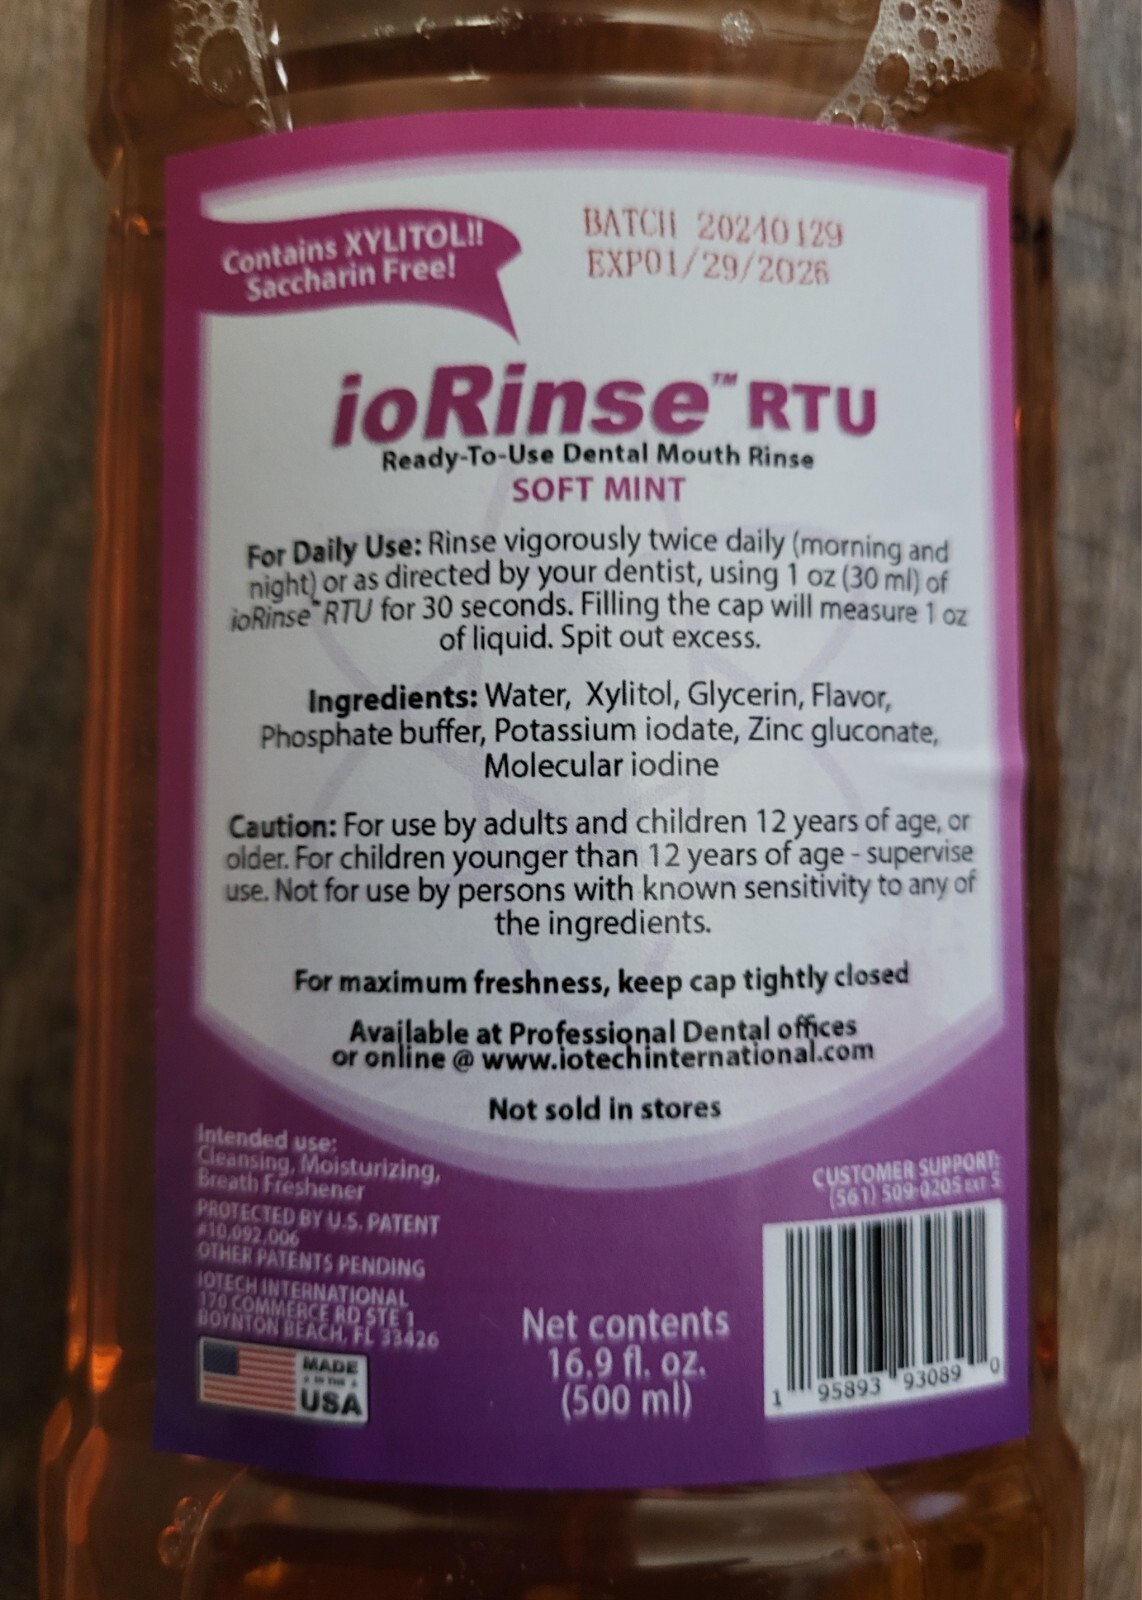 Contains XYLITOL!!
Saccharin Free!
BATCH 20240129
EXP01/29/2026
ioRinse™ RTU
Ready-To-Use Dental Mouth Rinse
SOFT MINT
For Daily Use: Rinse vigorously twice daily (morning and
night) or as directed by your dentist, using 1 oz (30 ml) of
ioRinse™ RTU for 30 seconds. Filling the cap will measure 1 oz
of liquid. Spit out excess.
Ingredients: Water, Xylitol, Glycerin, Flavor,
Phosphate buffer, Potassium iodate, Zinc gluconate,
Molecular iodine
Caution: For use by adults and children 12 years of age, or
older. For children younger than 12 years of age - supervise
use. Not for use by persons with known sensitivity to any of
the ingredients.
For maximum freshness, keep cap tightly closed
Available at Professional Dental offices
or online @ www.iotechinternational.com
Not sold in stores
Intended use:
Cleansing, Moisturizing,
Breath Freshener
PROTECTED BY U.S. PATENT
#10,092,006
OTHER PATENTS PENDING
IOTECH INTERNATIONAL
170 COMMERCE RD STE 1
BOYNTON BEACH, FL 33426
MADE
IN THE
USA
Net contents
16.9 fl. oz.
(500 ml)
CUSTOMER SUPPORT:
(561) 509-0205 EXT 5
1 95893 93089 0